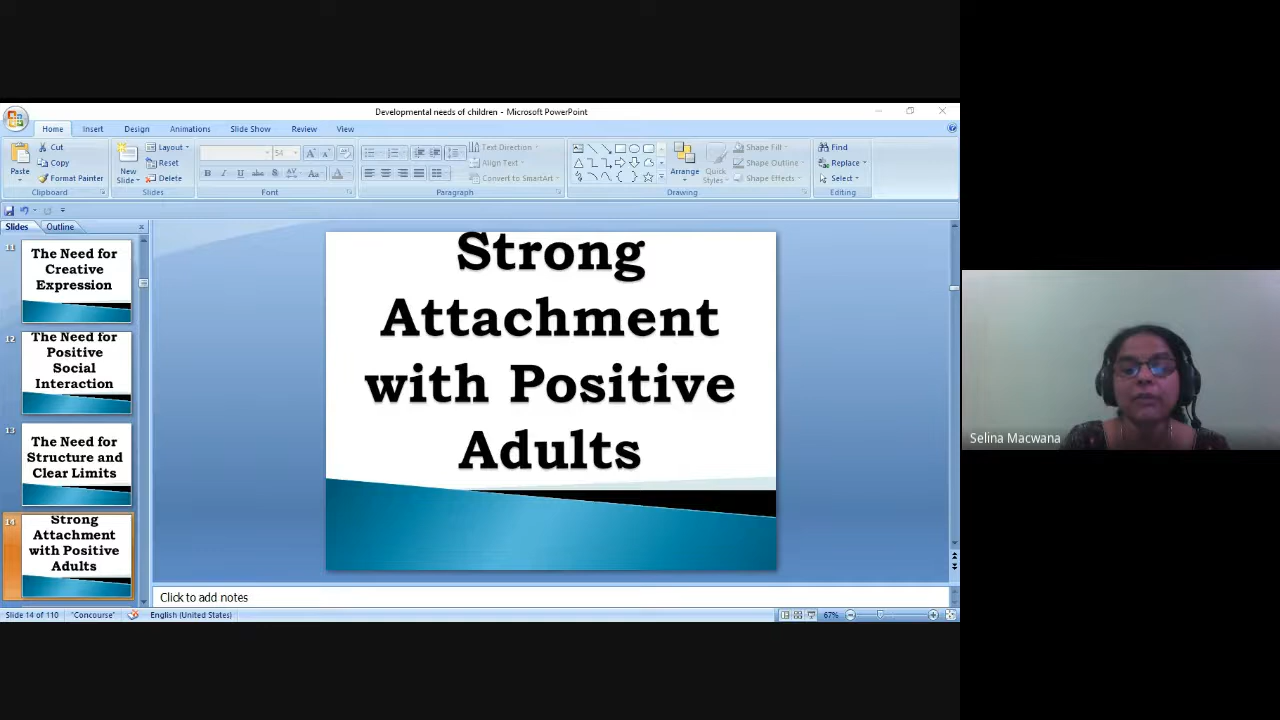 Developmental needs of children - Microsoft PowerPoint
Home Insert Design Animations Slide Show Review View
Cut Layout 54 Text Direction Shape Fill Find
Copy Reset Align Text Shape Outline Replace
Paste Format Painter New Slide Delete Convert to SmartArt Arrange Quick Styles Shape Effects Select
Clipboard Slides Font Paragraph Drawing Editing
Slides Outline
11
The Need for
Creative
Expression
12
The Need for
Positive
Social
Interaction
13
The Need for
Structure and
Clear Limits
14
Strong
Attachment
with Positive
Adults
Strong
Attachment
with Positive
Adults
Click to add notes
Slide 14 of 110 "Concourse" English (United States) 67%
Selina Macwana